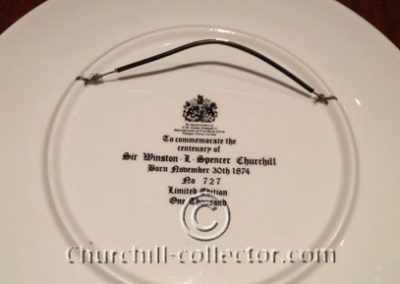 To commemorate the
centenary of
Sir Winston·L·Spencer Churchill
Born November 30th 1874
No 727
Limited Edition
One Thousand
©
Churchill-collector.com